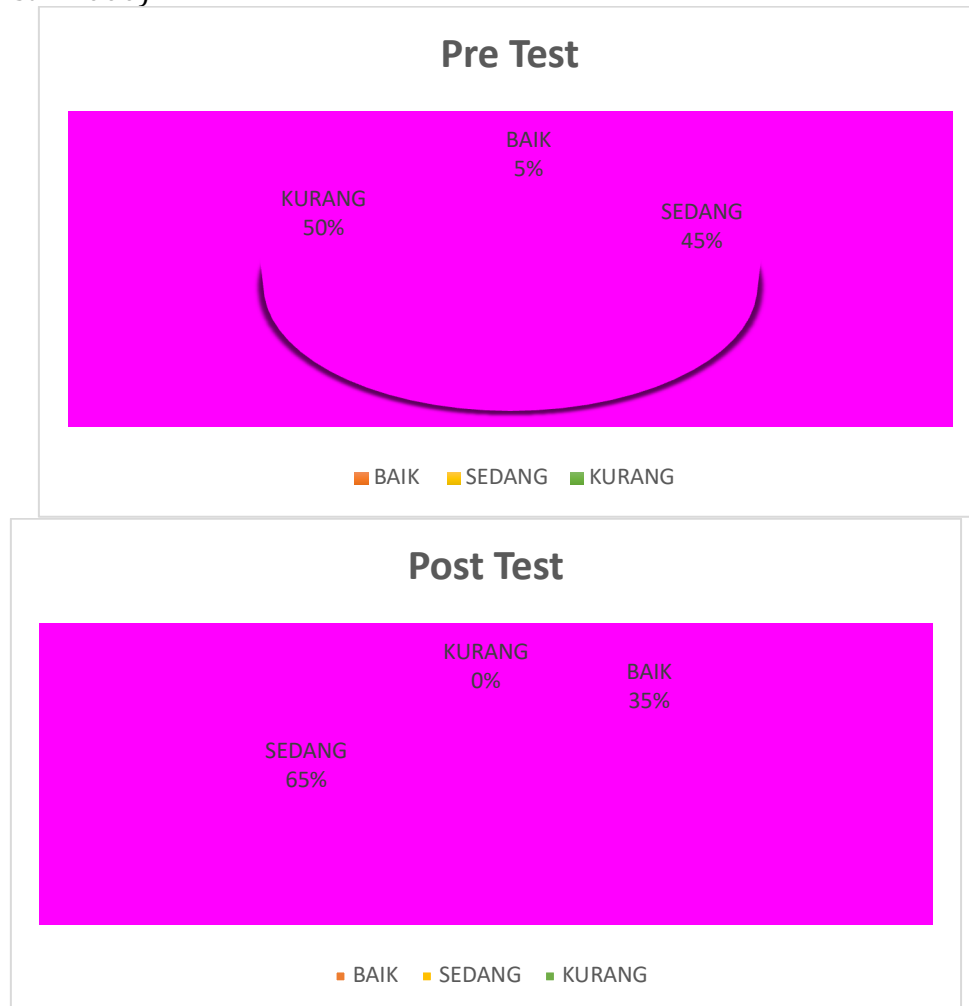 Pre Test
BAIK
5%
KURANG
50%
SEDANG
45%
BAIK SEDANG KURANG
Post Test
KURANG
0%
BAIK
35%
SEDANG
65%
BAIK SEDANG KURANG